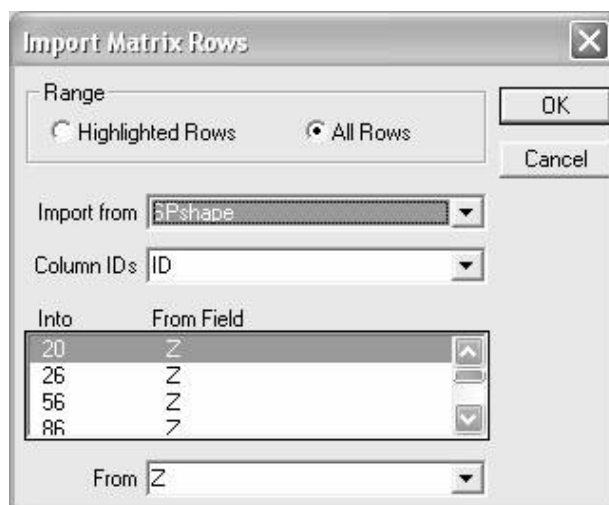 Import Matrix Rows
Range
Highlighted Rows
All Rows
OK
Cancel
Import from SPshape
Column IDs ID
Into From Field
20 Z
26 Z
56 Z
86 Z
From Z